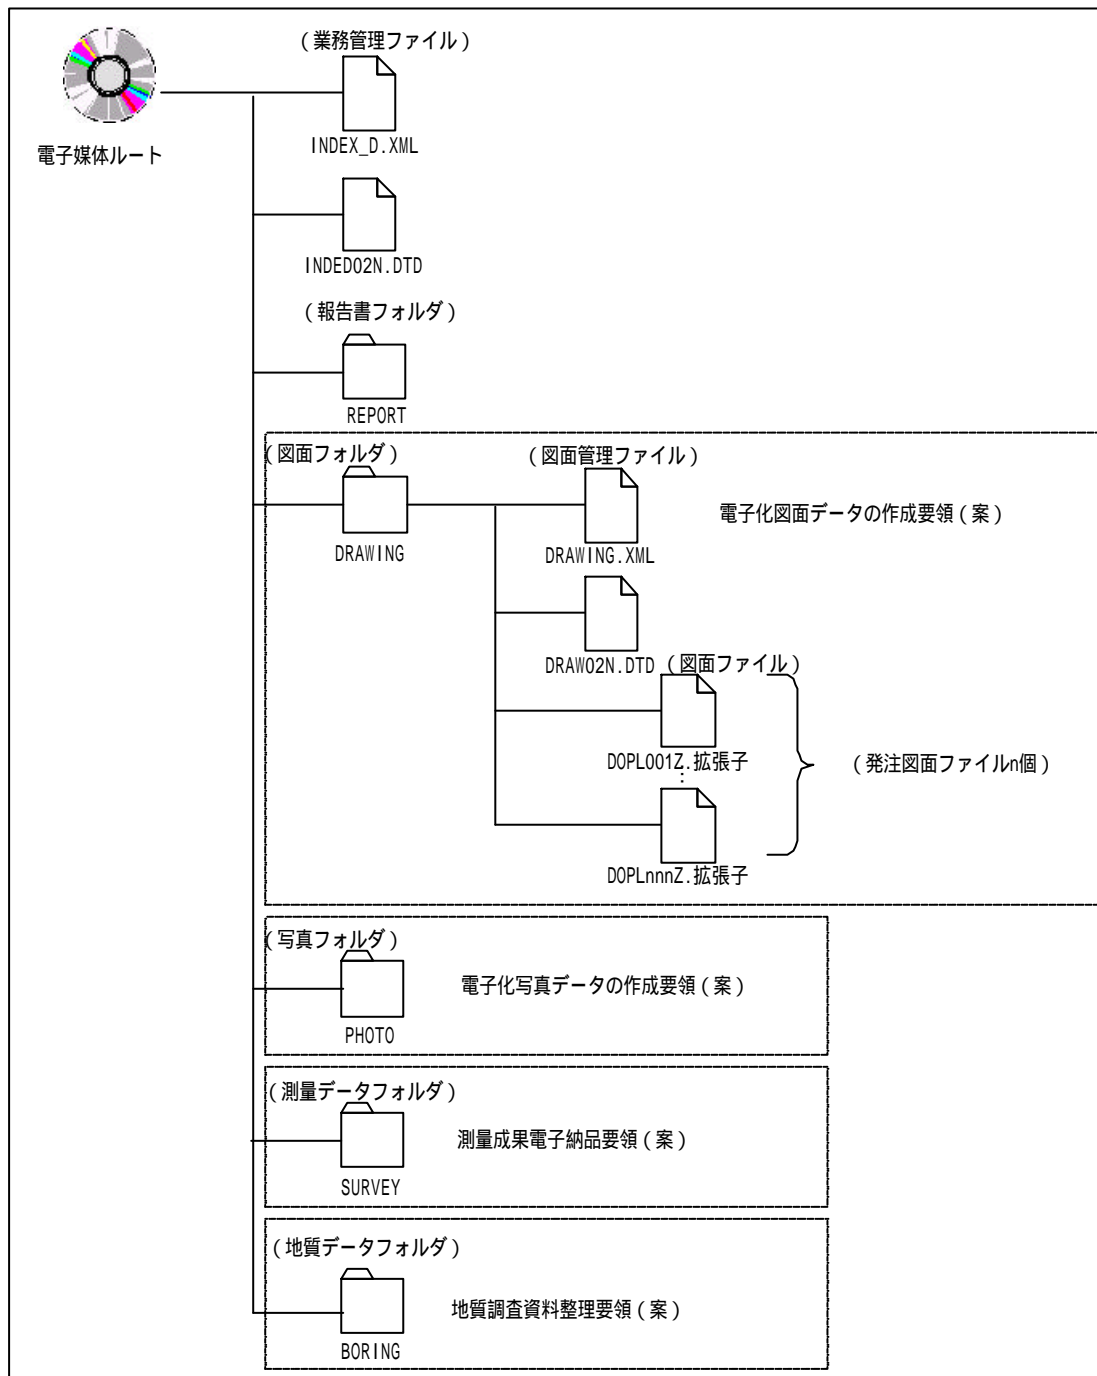 （業務管理ファイル）
INDEX_D.XML
電子媒体ルート
INDED02N.DTD
（報告書フォルダ）
REPORT
（図面フォルダ）
（図面管理ファイル）
電子化図面データの作成要領（案）
DRAWING
DRAWING.XML
DRAW02N.DTD
（図面ファイル）
DOPL001Z.拡張子
（発注図面ファイルn個）
DOPLnnnZ.拡張子
（写真フォルダ）
電子化写真データの作成要領（案）
PHOTO
（測量データフォルダ）
測量成果電子納品要領（案）
SURVEY
（地質データフォルダ）
地質調査資料整理要領（案）
BORING